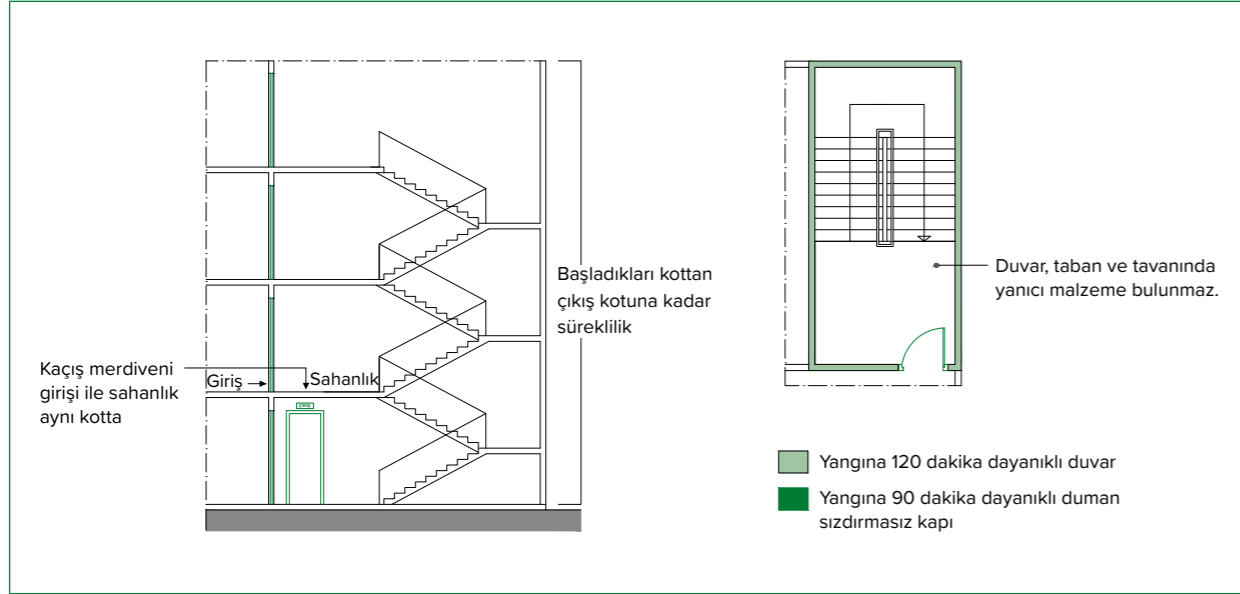 Kaçış merdiveni
girişi ile sahanlık
aynı kotta
Giriş
Sahanlık
Başladıkları kottan
çıkış kotuna kadar
süreklilik
Duvar, taban ve tavanında
yanıcı malzeme bulunmaz.
Yangına 120 dakika dayanıklı duvar
Yangına 90 dakika dayanıklı duman
sızdırmasız kapı